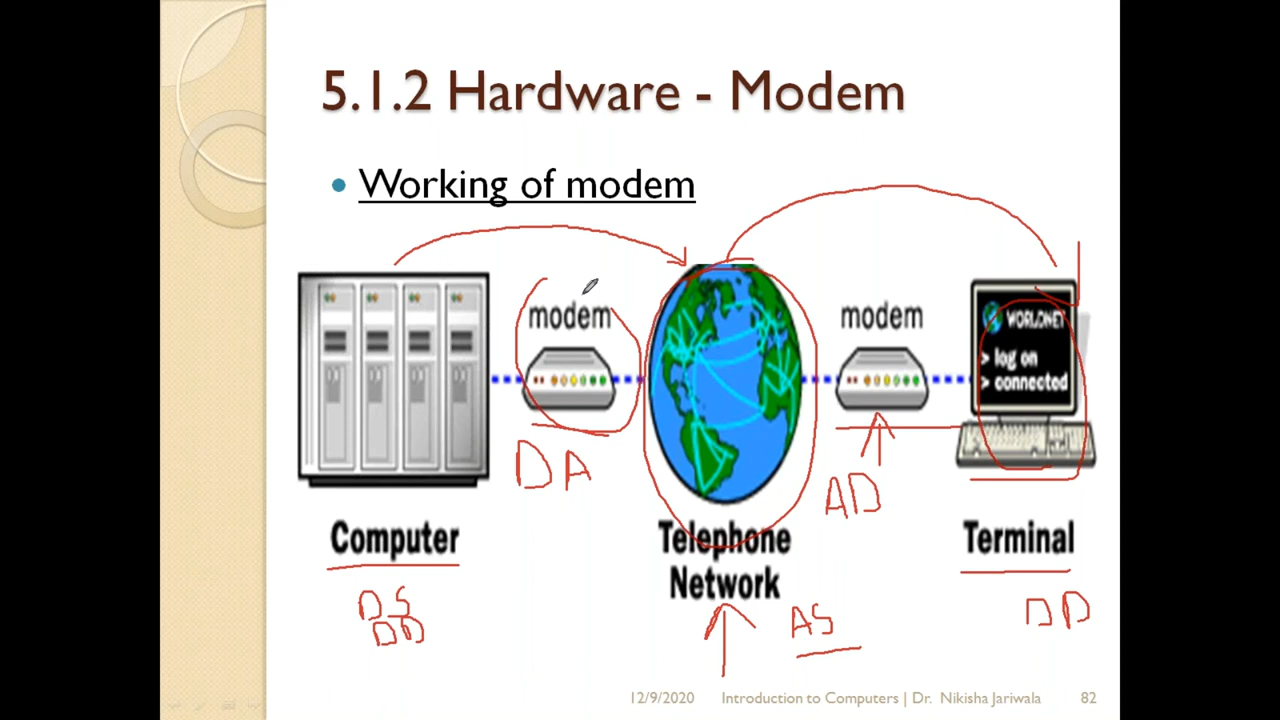 5.1.2 Hardware - Modem
Working of modem
modem
modem
WORLDNET
> log on
> connected
DA
AD
Computer
Telephone
Network
Terminal
DS
DD
AS
DD
12/9/2020 Introduction to Computers | Dr. Nikisha Jariwala 82